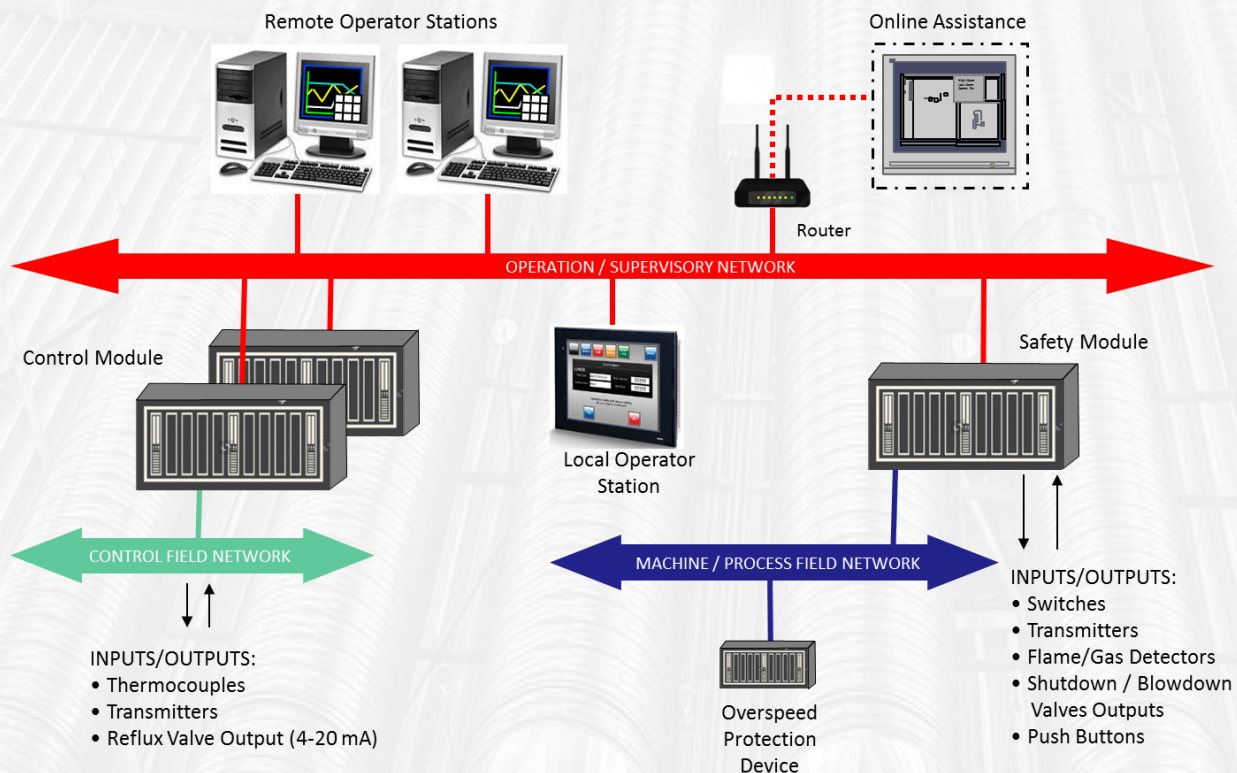 Remote Operator Stations
Online Assistance
Router
OPERATION / SUPERVISORY NETWORK
Control Module
Safety Module
Local Operator
Station
CONTROL FIELD NETWORK
MACHINE / PROCESS FIELD NETWORK
INPUTS/OUTPUTS:
• Thermocouples
• Transmitters
• Reflux Valve Output (4-20 mA)
Overspeed
Protection
Device
INPUTS/OUTPUTS:
• Switches
• Transmitters
• Flame/Gas Detectors
• Shutdown / Blowdown
Valves Outputs
• Push Buttons